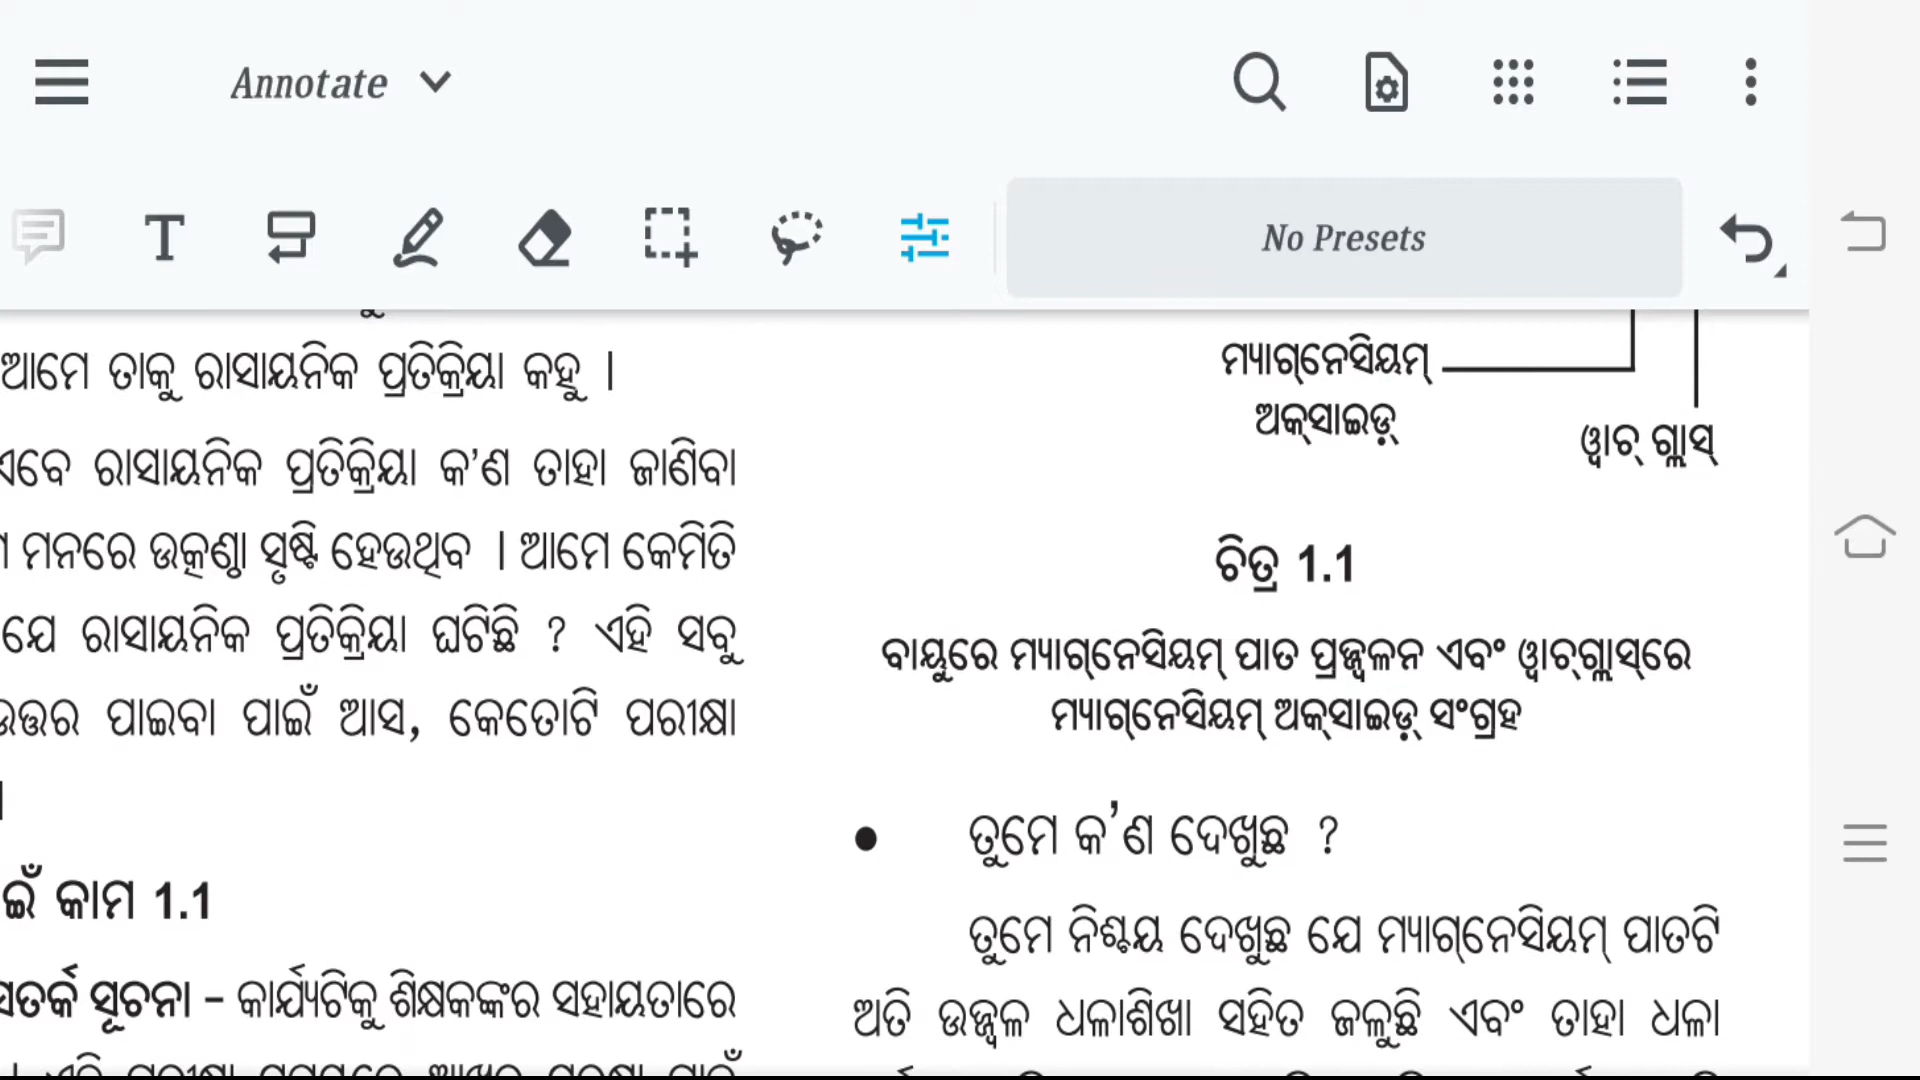 Annotate
No Presets
ଆମେ ତାକୁ ରାସାୟନିକ ପ୍ରତିକ୍ରିୟା କହୁ ।
ଏବେ ରାସାୟନିକ ପ୍ରତିକ୍ରିୟା କ’ଣ ତାହା ଜାଣିବା
ମନରେ ଉତ୍କଣ୍ଠା ସୃଷ୍ଟି ହେଉଥିବ । ଆମେ କେମିତି
ଯେ ରାସାୟନିକ ପ୍ରତିକ୍ରିୟା ଘଟିଛି ? ଏହି ସବୁ
ଉତ୍ତର ପାଇବା ପାଇଁ ଆସ, କେତୋଟି ପରୀକ୍ଷା
।
ଇଁ କାମ 1.1
ସତର୍କ ସୂଚନା – କାର୍ଯ୍ୟଟିକୁ ଶିକ୍ଷକଙ୍କର ସହାୟତାରେ
ମ୍ୟାଗ୍ନେସିୟମ୍
ଅକ୍ସାଇଡ଼୍
ୱାଚ୍ ଗ୍ଲାସ୍
ଚିତ୍ର 1.1
ବାୟୁରେ ମ୍ୟାଗ୍ନେସିୟମ୍ ପାତ ପ୍ରଜ୍ଜ୍ୱଳନ ଏବଂ ୱାଚ୍‌ଗ୍ଲାସ୍‌ରେ
ମ୍ୟାଗ୍ନେସିୟମ୍ ଅକ୍ସାଇଡ଼୍ ସଂଗ୍ରହ
● ତୁମେ କ’ଣ ଦେଖୁଛ ?
ତୁମେ ନିଶ୍ଚୟ ଦେଖୁଛ ଯେ ମ୍ୟାଗ୍ନେସିୟମ୍ ପାତଟି
ଅତି ଉଜ୍ଜ୍ୱଳ ଧଳାଶିଖା ସହିତ ଜଳୁଛି ଏବଂ ତାହା ଧଳା